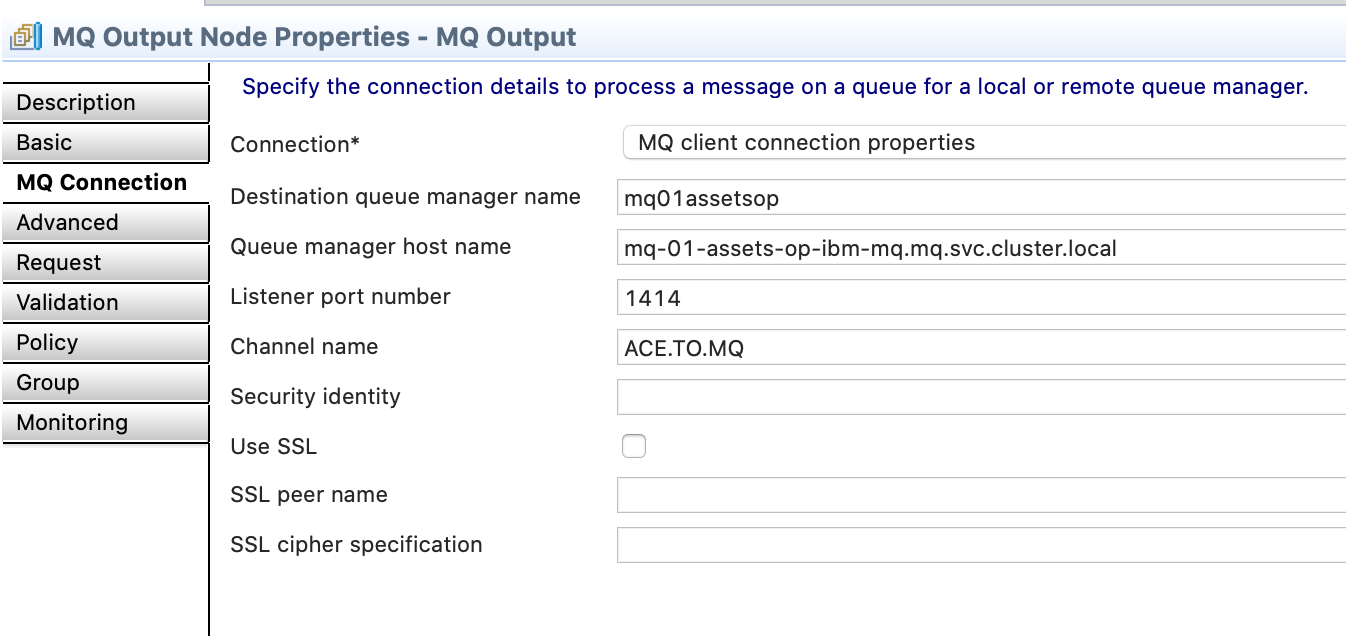 MQ Output Node Properties - MQ Output
Description
Basic
MQ Connection
Advanced
Request
Validation
Policy
Group
Monitoring
Specify the connection details to process a message on a queue for a local or remote queue manager.
Connection* MQ client connection properties
Destination queue manager name mq01assetsop
Queue manager host name mq-01-assets-op-ibm-mq.mq.svc.cluster.local
Listener port number 1414
Channel name ACE.TO.MQ
Security identity
Use SSL
SSL peer name
SSL cipher specification